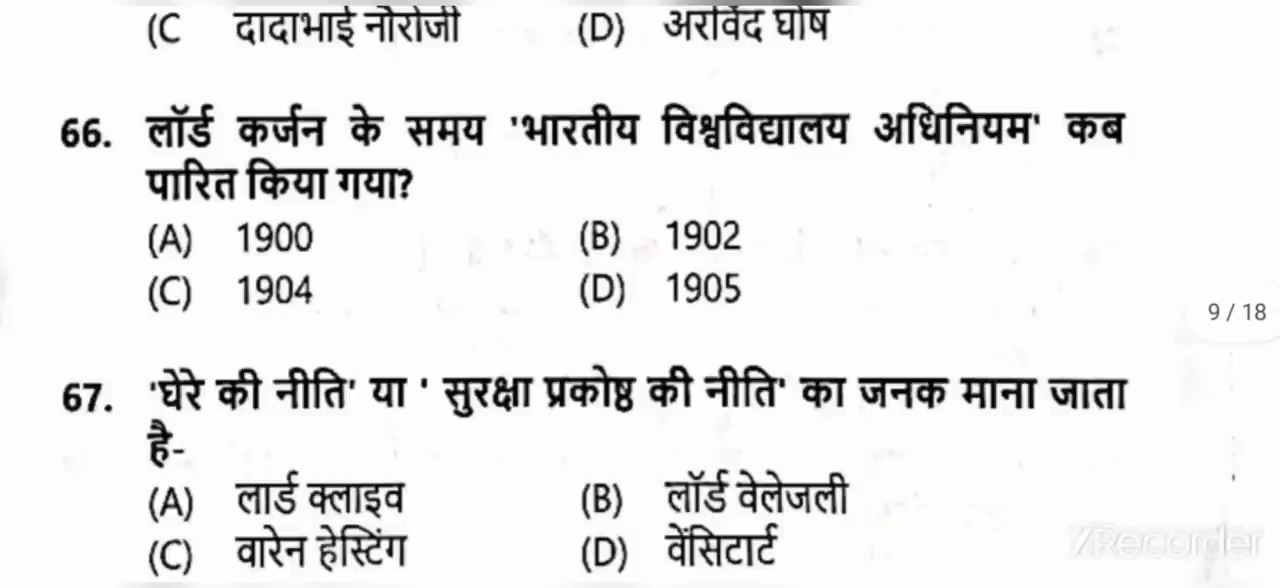 (C दादाभाई नौरोजी (D) अरविंद घोष
66. लॉर्ड कर्जन के समय 'भारतीय विश्वविद्यालय अधिनियम' कब
पारित किया गया?
(A) 1900 (B) 1902
(C) 1904 (D) 1905
9 / 18
67. 'घेरे की नीति' या ' सुरक्षा प्रकोष्ठ की नीति' का जनक माना जाता
है-
(A) लार्ड क्लाइव (B) लॉर्ड वेलेजली
(C) वारेन हेस्टिंग (D) वेंसिटार्ट
XRecorder